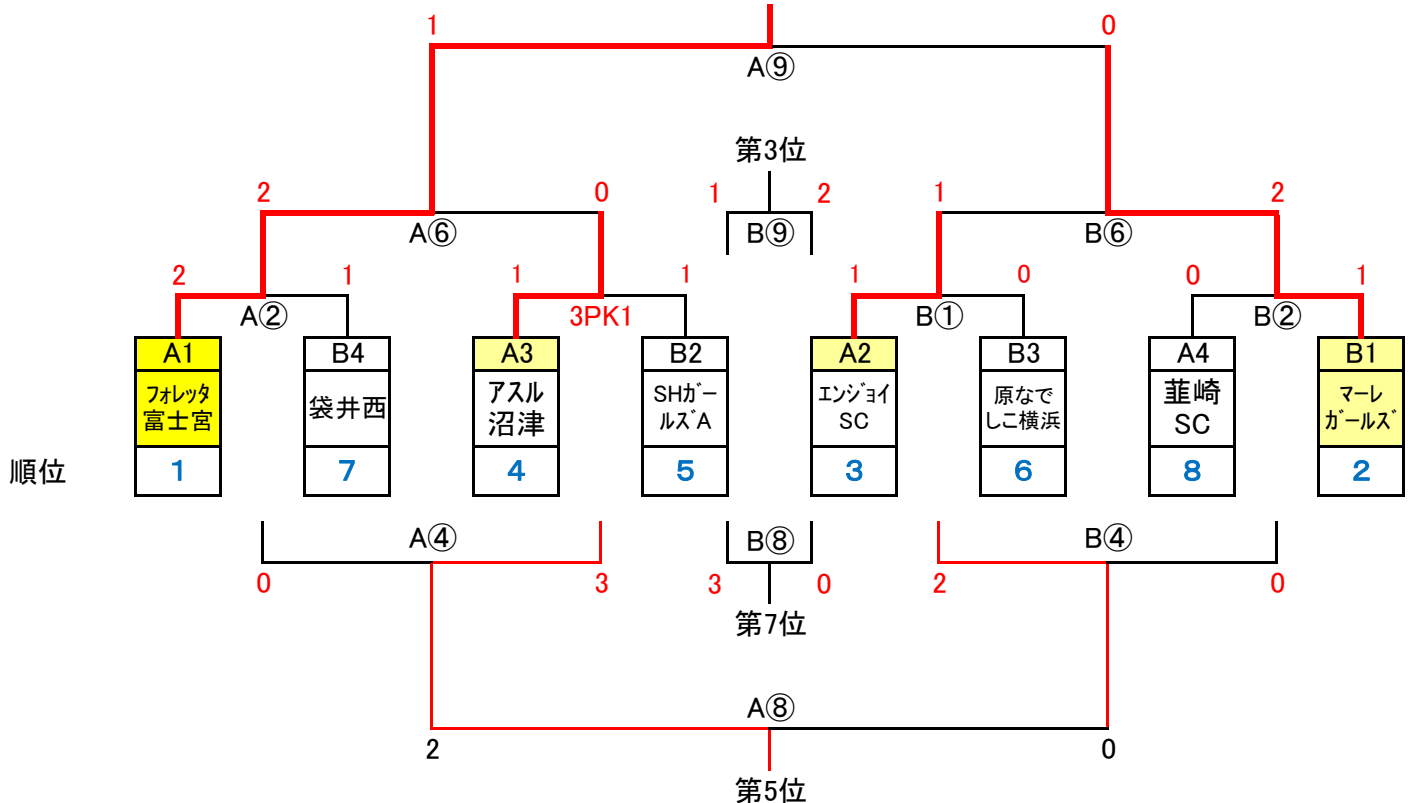 1 0
A⑨
第3位
2 0 1 2 1 2
A⑥ B⑨ B⑥
2 1 1 1 1 0 0 1
A② 3PK1 B① B②
A1 B4 A3 B2 A2 B3 A4 B1
フォレッタ 富士宮
袋井西
アスル 沼津
SHガー ルズA
エンジョイ SC
原なで しこ横浜
韮崎 SC
マーレ ガールズ
順位 1 7 4 5 3 6 8 2
A④ B⑧ B④
0 3 3 0 2 0
第7位
A⑧
2 0
第5位